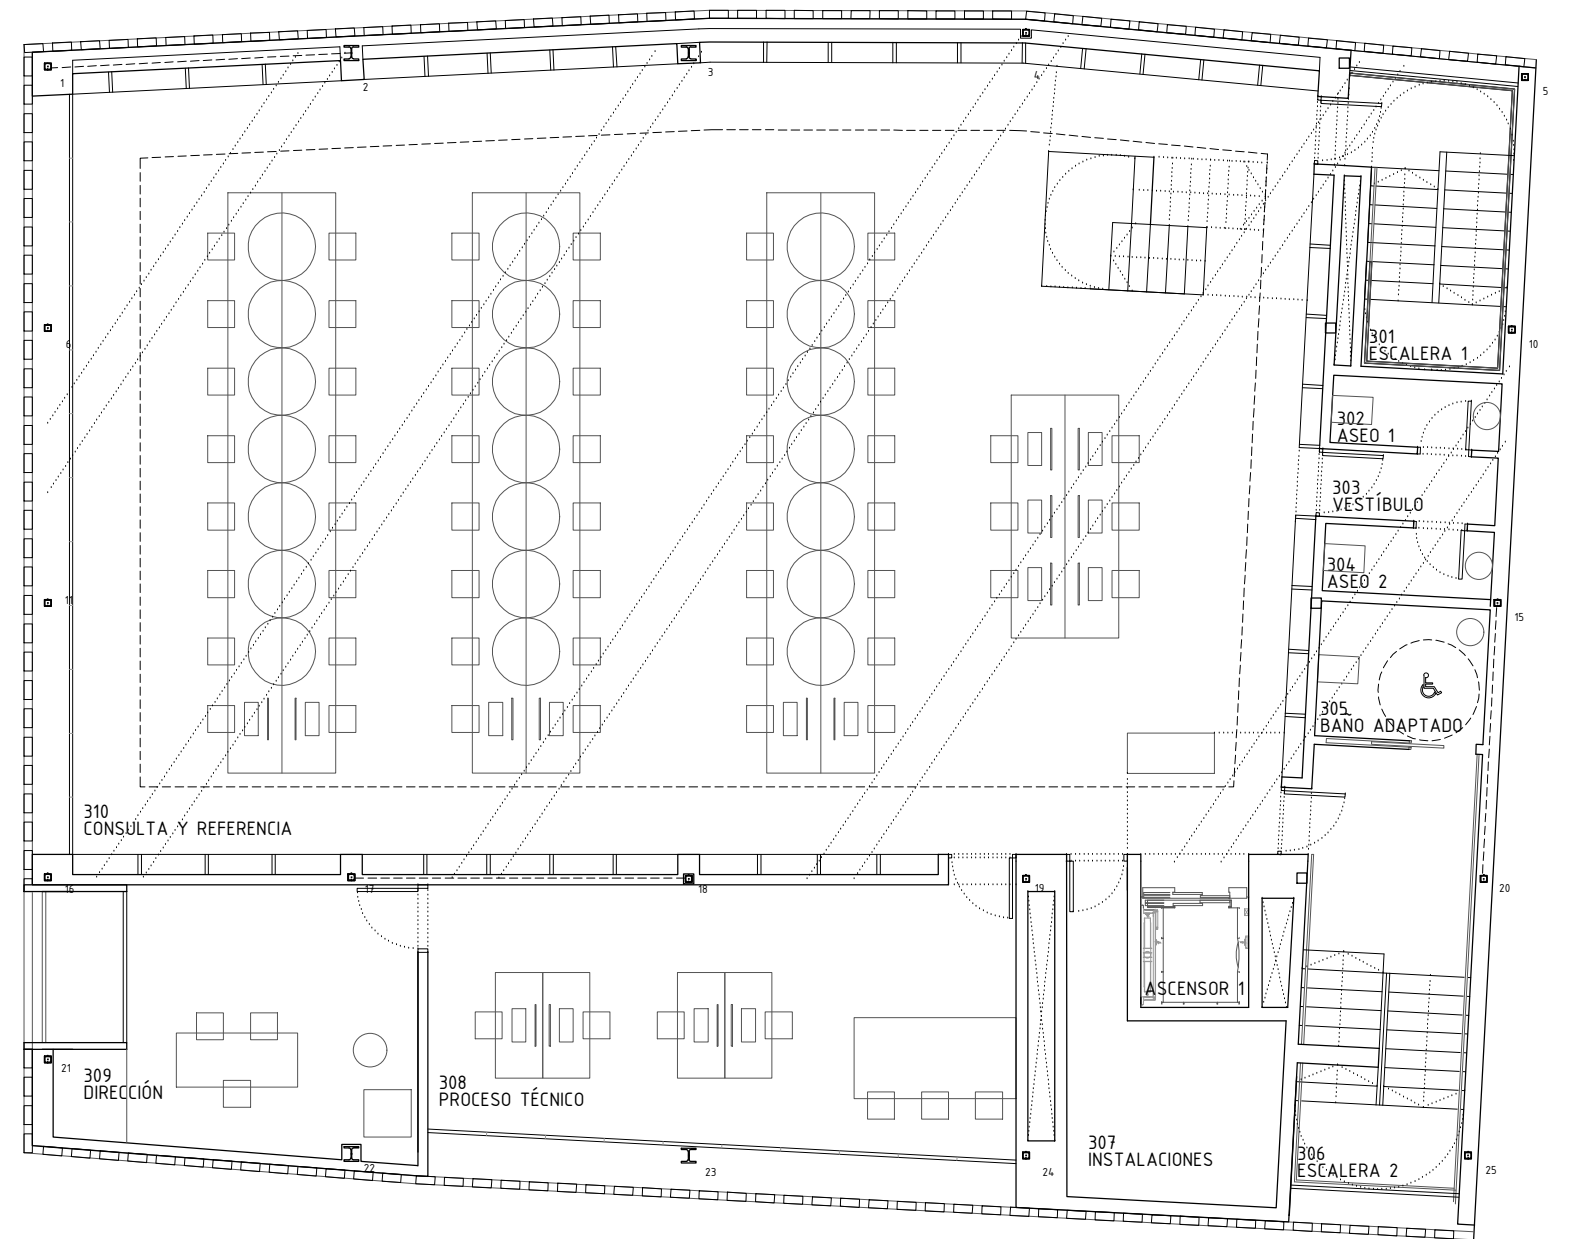 1
2
3
4
5
6
10
301
ESCALERA 1
302
ASEO 1
303
VESTÍBULO
304
ASEO 2
11
15
305
BAÑO ADAPTADO
310
CONSULTA Y REFERENCIA
16
17
18
19
20
ASCENSOR 1
21
309
DIRECCIÓN
308
PROCESO TÉCNICO
307
INSTALACIONES
306
ESCALERA 2
22
23
24
25